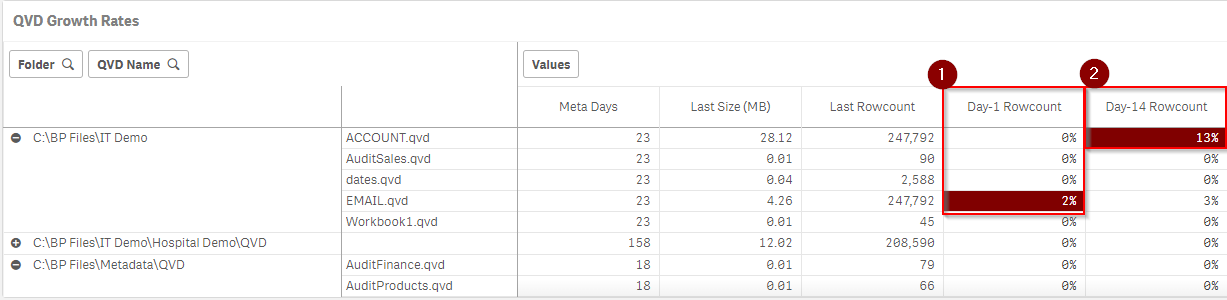 QVD Growth Rates
1 2
Folder QVD Name Values
Meta Days Last Size (MB) Last Rowcount Day-1 Rowcount Day-14 Rowcount
C:\BP Files\IT Demo ACCOUNT.qvd 23 28.12 247,792 0% 13%
AuditSales.qvd 23 0.01 90 0% 0%
dates.qvd 23 0.04 2,588 0% 0%
EMAIL.qvd 23 4.26 247,792 2% 3%
Workbook1.qvd 23 0.01 45 0% 0%
C:\BP Files\IT Demo\Hospital Demo\QVD 158 12.02 208,590 0% 0%
C:\BP Files\Metadata\QVD AuditFinance.qvd 18 0.01 79 0% 0%
AuditProducts.qvd 18 0.01 66 0% 0%